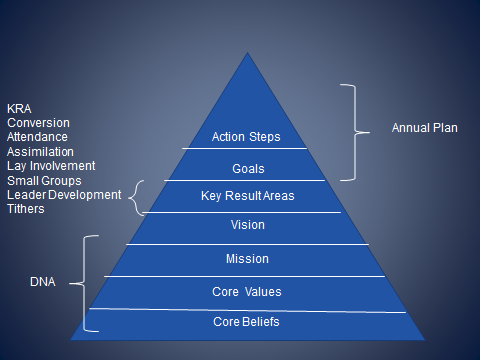 KRA
Conversion
Attendance
Assimilation
Lay Involvement
Small Groups
Leader Development
Tithers
DNA
Action Steps
Goals
Key Result Areas
Vision
Mission
Core Values
Core Beliefs
Annual Plan